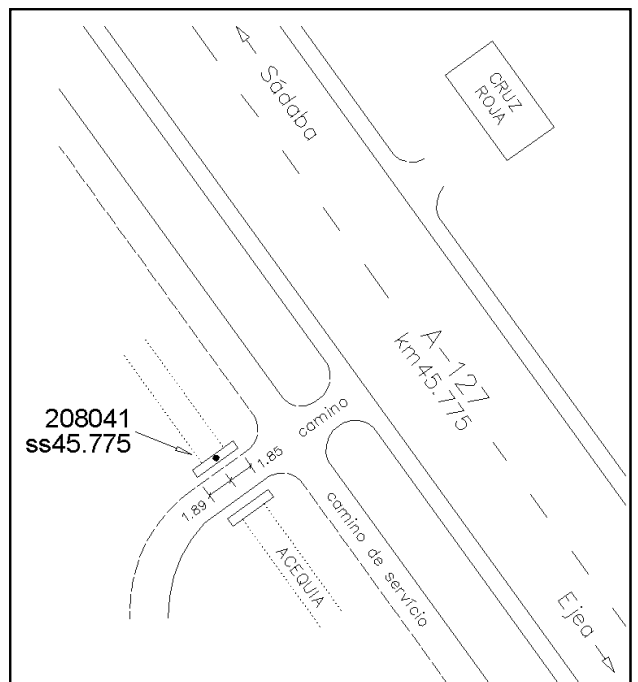 Sádaba
CRUZ
ROJA
A-127
km45.775
208041
ss45.775
camino
1.85
1.89
camino de servicio
ACEQUIA
Ejea